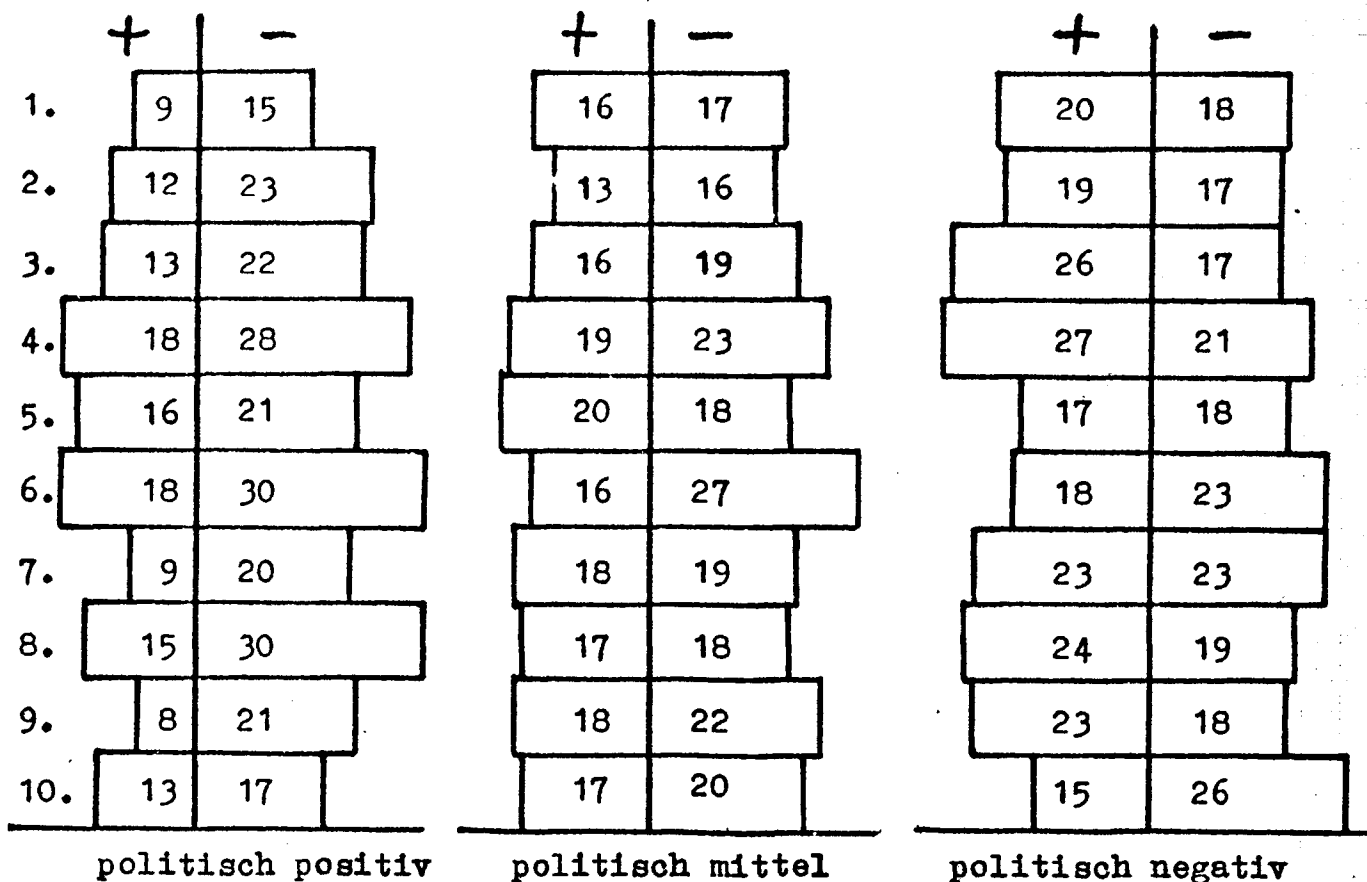 + − + − + −
1. 9 15 16 17 20 18
2. 12 23 13 16 19 17
3. 13 22 16 19 26 17
4. 18 28 19 23 27 21
5. 16 21 20 18 17 18
6. 18 30 16 27 18 23
7. 9 20 18 19 23 23
8. 15 30 17 18 24 19
9. 8 21 18 22 23 18
10. 13 17 17 20 15 26
politisch positiv politisch mittel politisch negativ